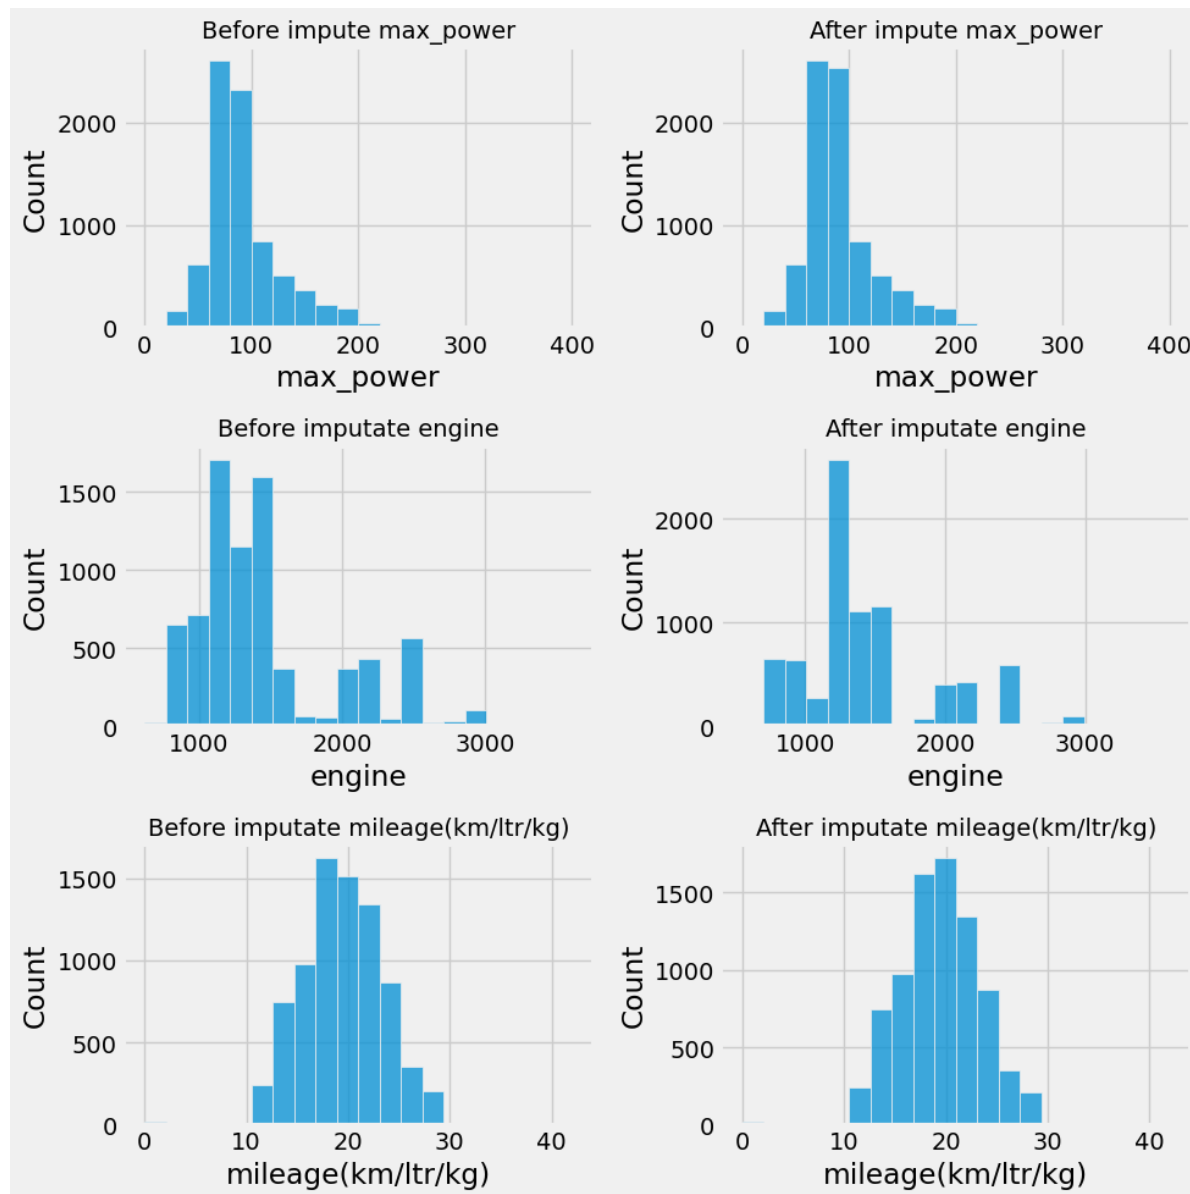 Before impute max_power
After impute max_power
Count
2000
1000
0
0 100 200 300 400
max_power
Count
2000
1000
0
0 100 200 300 400
max_power
Before imputate engine
After imputate engine
Count
1500
1000
500
0
1000 2000 3000
engine
Count
2000
1000
0
1000 2000 3000
engine
Before imputate mileage(km/ltr/kg)
After imputate mileage(km/ltr/kg)
Count
1500
1000
500
0
0 10 20 30 40
mileage(km/ltr/kg)
Count
1500
1000
500
0
0 10 20 30 40
mileage(km/ltr/kg)